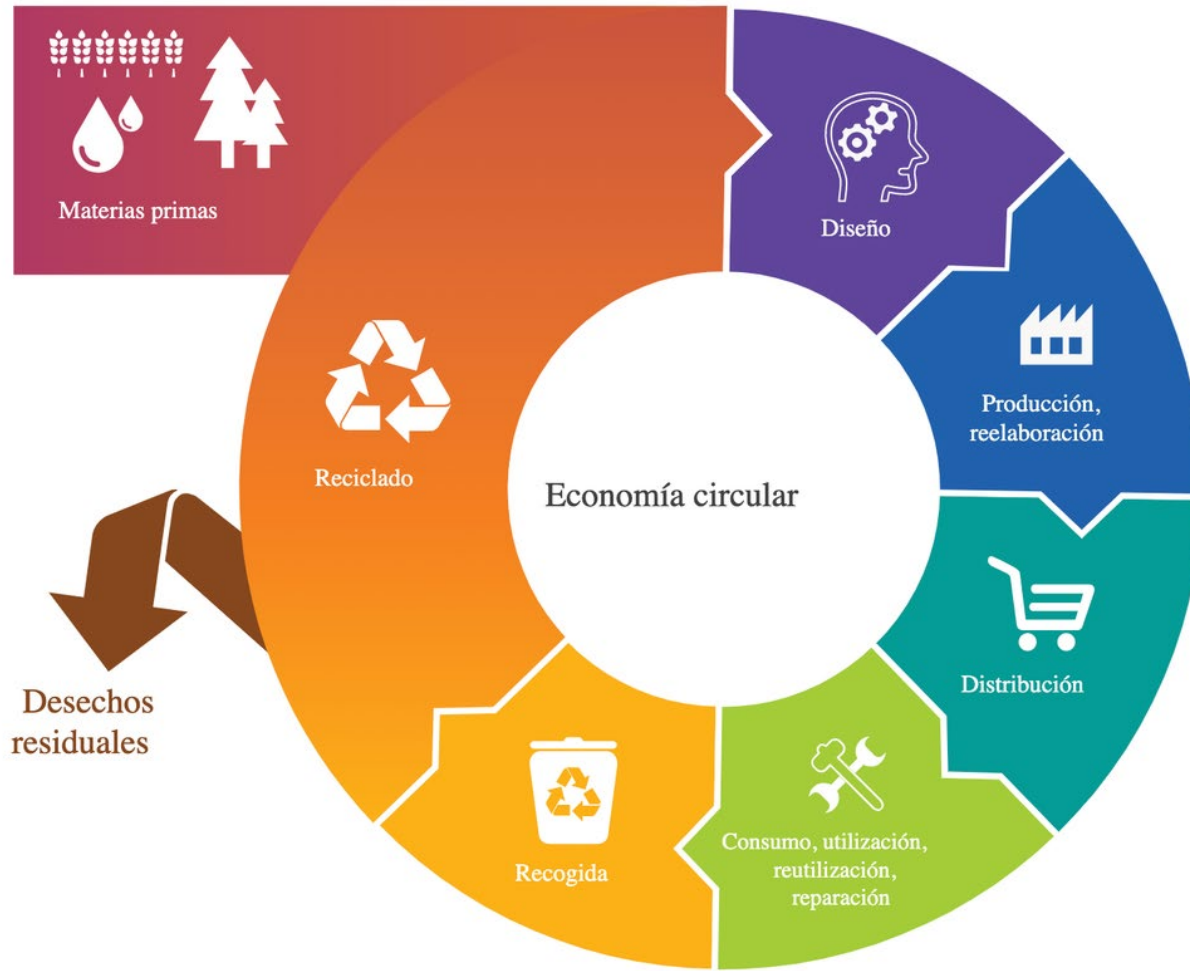 Materias primas
Diseño
Producción,
reelaboración
Reciclado
Economía circular
Distribución
Desechos
residuales
Consumo, utilización,
reutilización,
reparación
Recogida